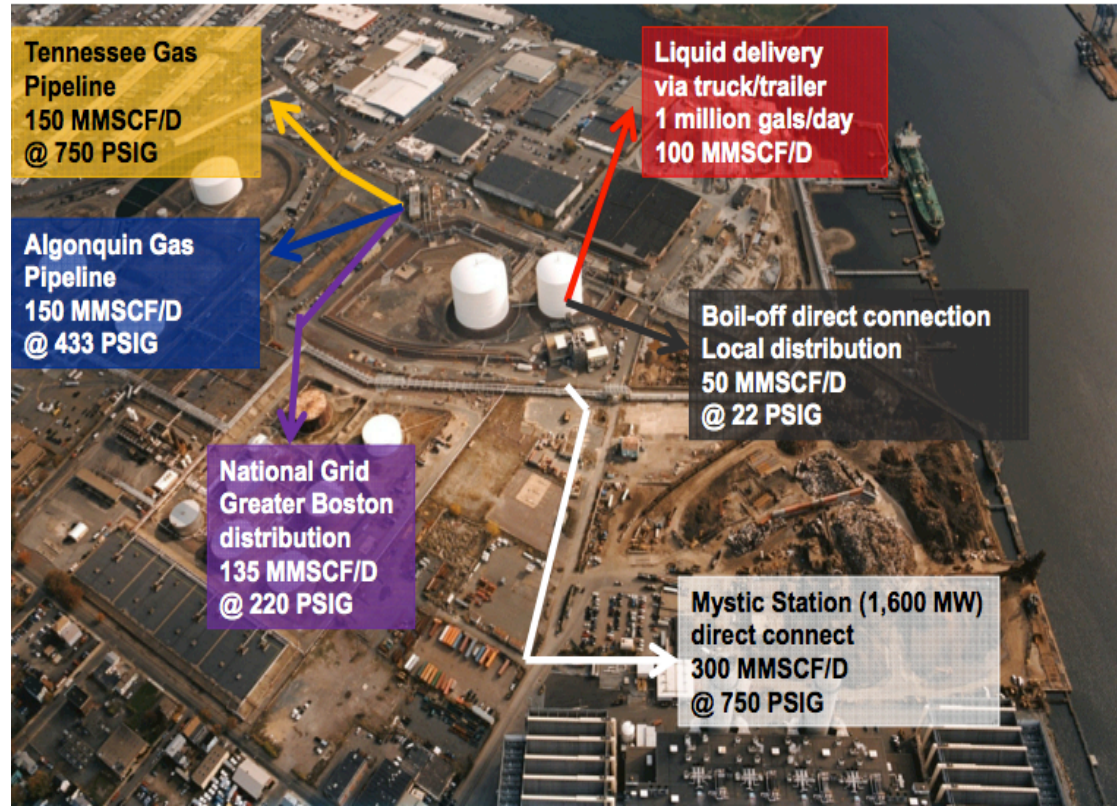 Tennessee Gas
Pipeline
150 MMSCF/D
@ 750 PSIG
Liquid delivery
via truck/trailer
1 million gals/day
100 MMSCF/D
Algonquin Gas
Pipeline
150 MMSCF/D
@ 433 PSIG
Boil-off direct connection
Local distribution
50 MMSCF/D
@ 22 PSIG
National Grid
Greater Boston
distribution
135 MMSCF/D
@ 220 PSIG
Mystic Station (1,600 MW)
direct connect
300 MMSCF/D
@ 750 PSIG